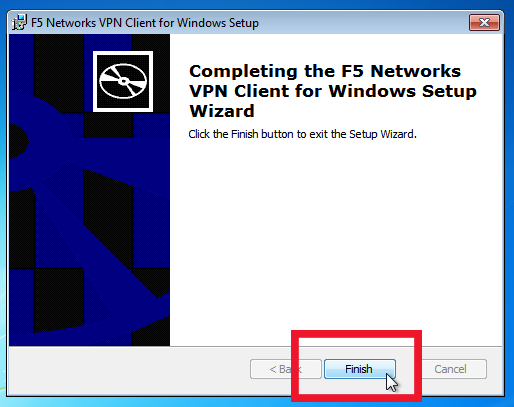 F5 Networks VPN Client for Windows Setup
Completing the F5 Networks
VPN Client for Windows Setup
Wizard
Click the Finish button to exit the Setup Wizard.
Finish
Cancel